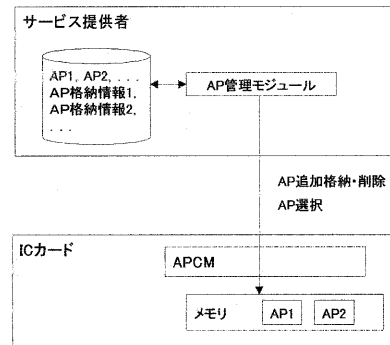 サービス提供者
AP1, AP2, . . .
AP格納情報1,
AP格納情報2,
. . .
AP管理モジュール
AP追加格納・削除
AP選択
ICカード
APCM
メモリ
AP1
AP2